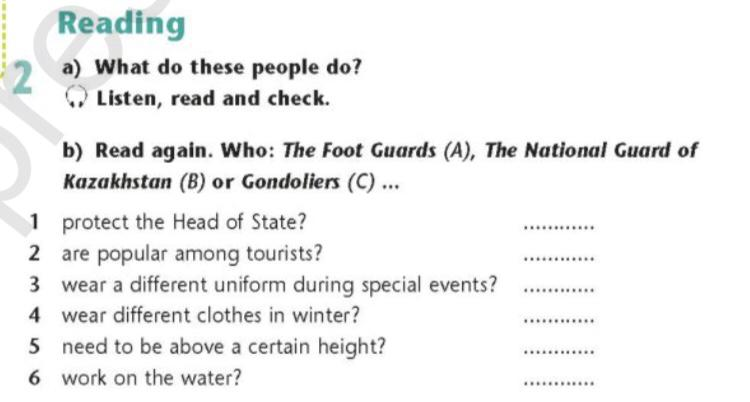 Reading
2 a) What do these people do?
Listen, read and check.
b) Read again. Who: The Foot Guards (A), The National Guard of
Kazakhstan (B) or Gondoliers (C) ...
1 protect the Head of State? ............
2 are popular among tourists? ............
3 wear a different uniform during special events? ............
4 wear different clothes in winter? ............
5 need to be above a certain height? ............
6 work on the water? ............